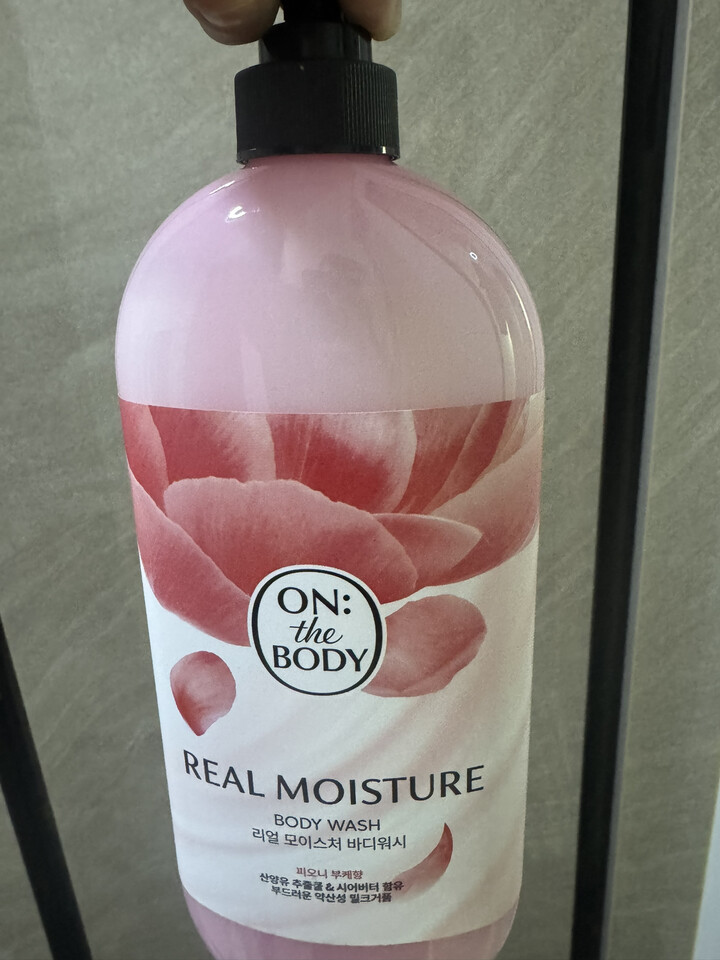 ON:
the
BODY
REAL MOISTURE
BODY WASH
리얼 모이스처 바디워시
피오니 부케향
산양유 추출물 & 시어버터 함유
부드러운 약산성 밀크거품